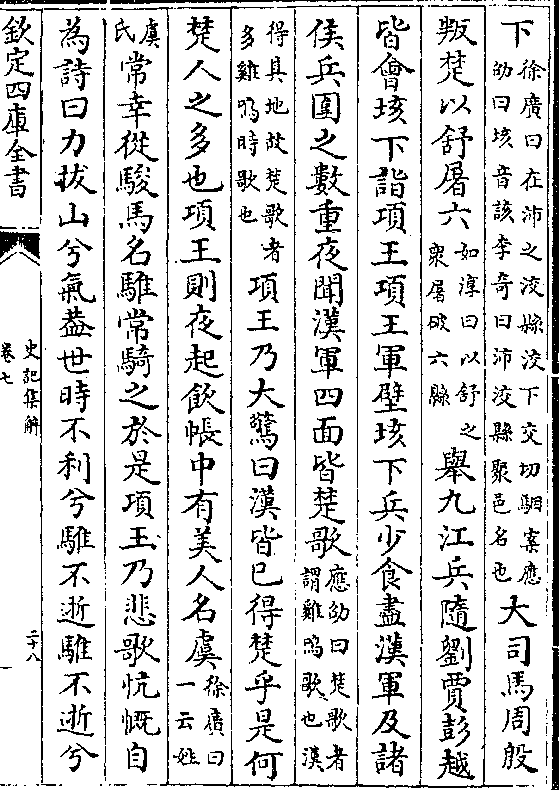 下徐廣曰在沛之洨縣洨下交切駰案應
劭曰垓音該李奇曰沛洨縣聚邑名也大司馬周殷
叛楚以舒屠六如淳曰以舒之
衆屠破六縣舉九江兵隨劉賈彭越
皆會垓下詣項王項王軍壁垓下兵少食盡漢軍及諸
侯兵圍之數重夜聞漢軍四面皆楚歌應劭曰楚歌者
謂雞鳴歌也漢
得其地故楚歌者
多雞鳴時歌也項王乃大驚曰漢皆已得楚乎是何
楚人之多也項王則夜起飲帳中有美人名虞徐廣曰
一云姓
虞
氏常幸從駿馬名騅常騎之於是項王乃悲歌忼慨自
為詩曰力拔山兮氣葢世時不利兮騅不逝騅不逝兮
欽定四庫全書
史記集解
卷七
二十八